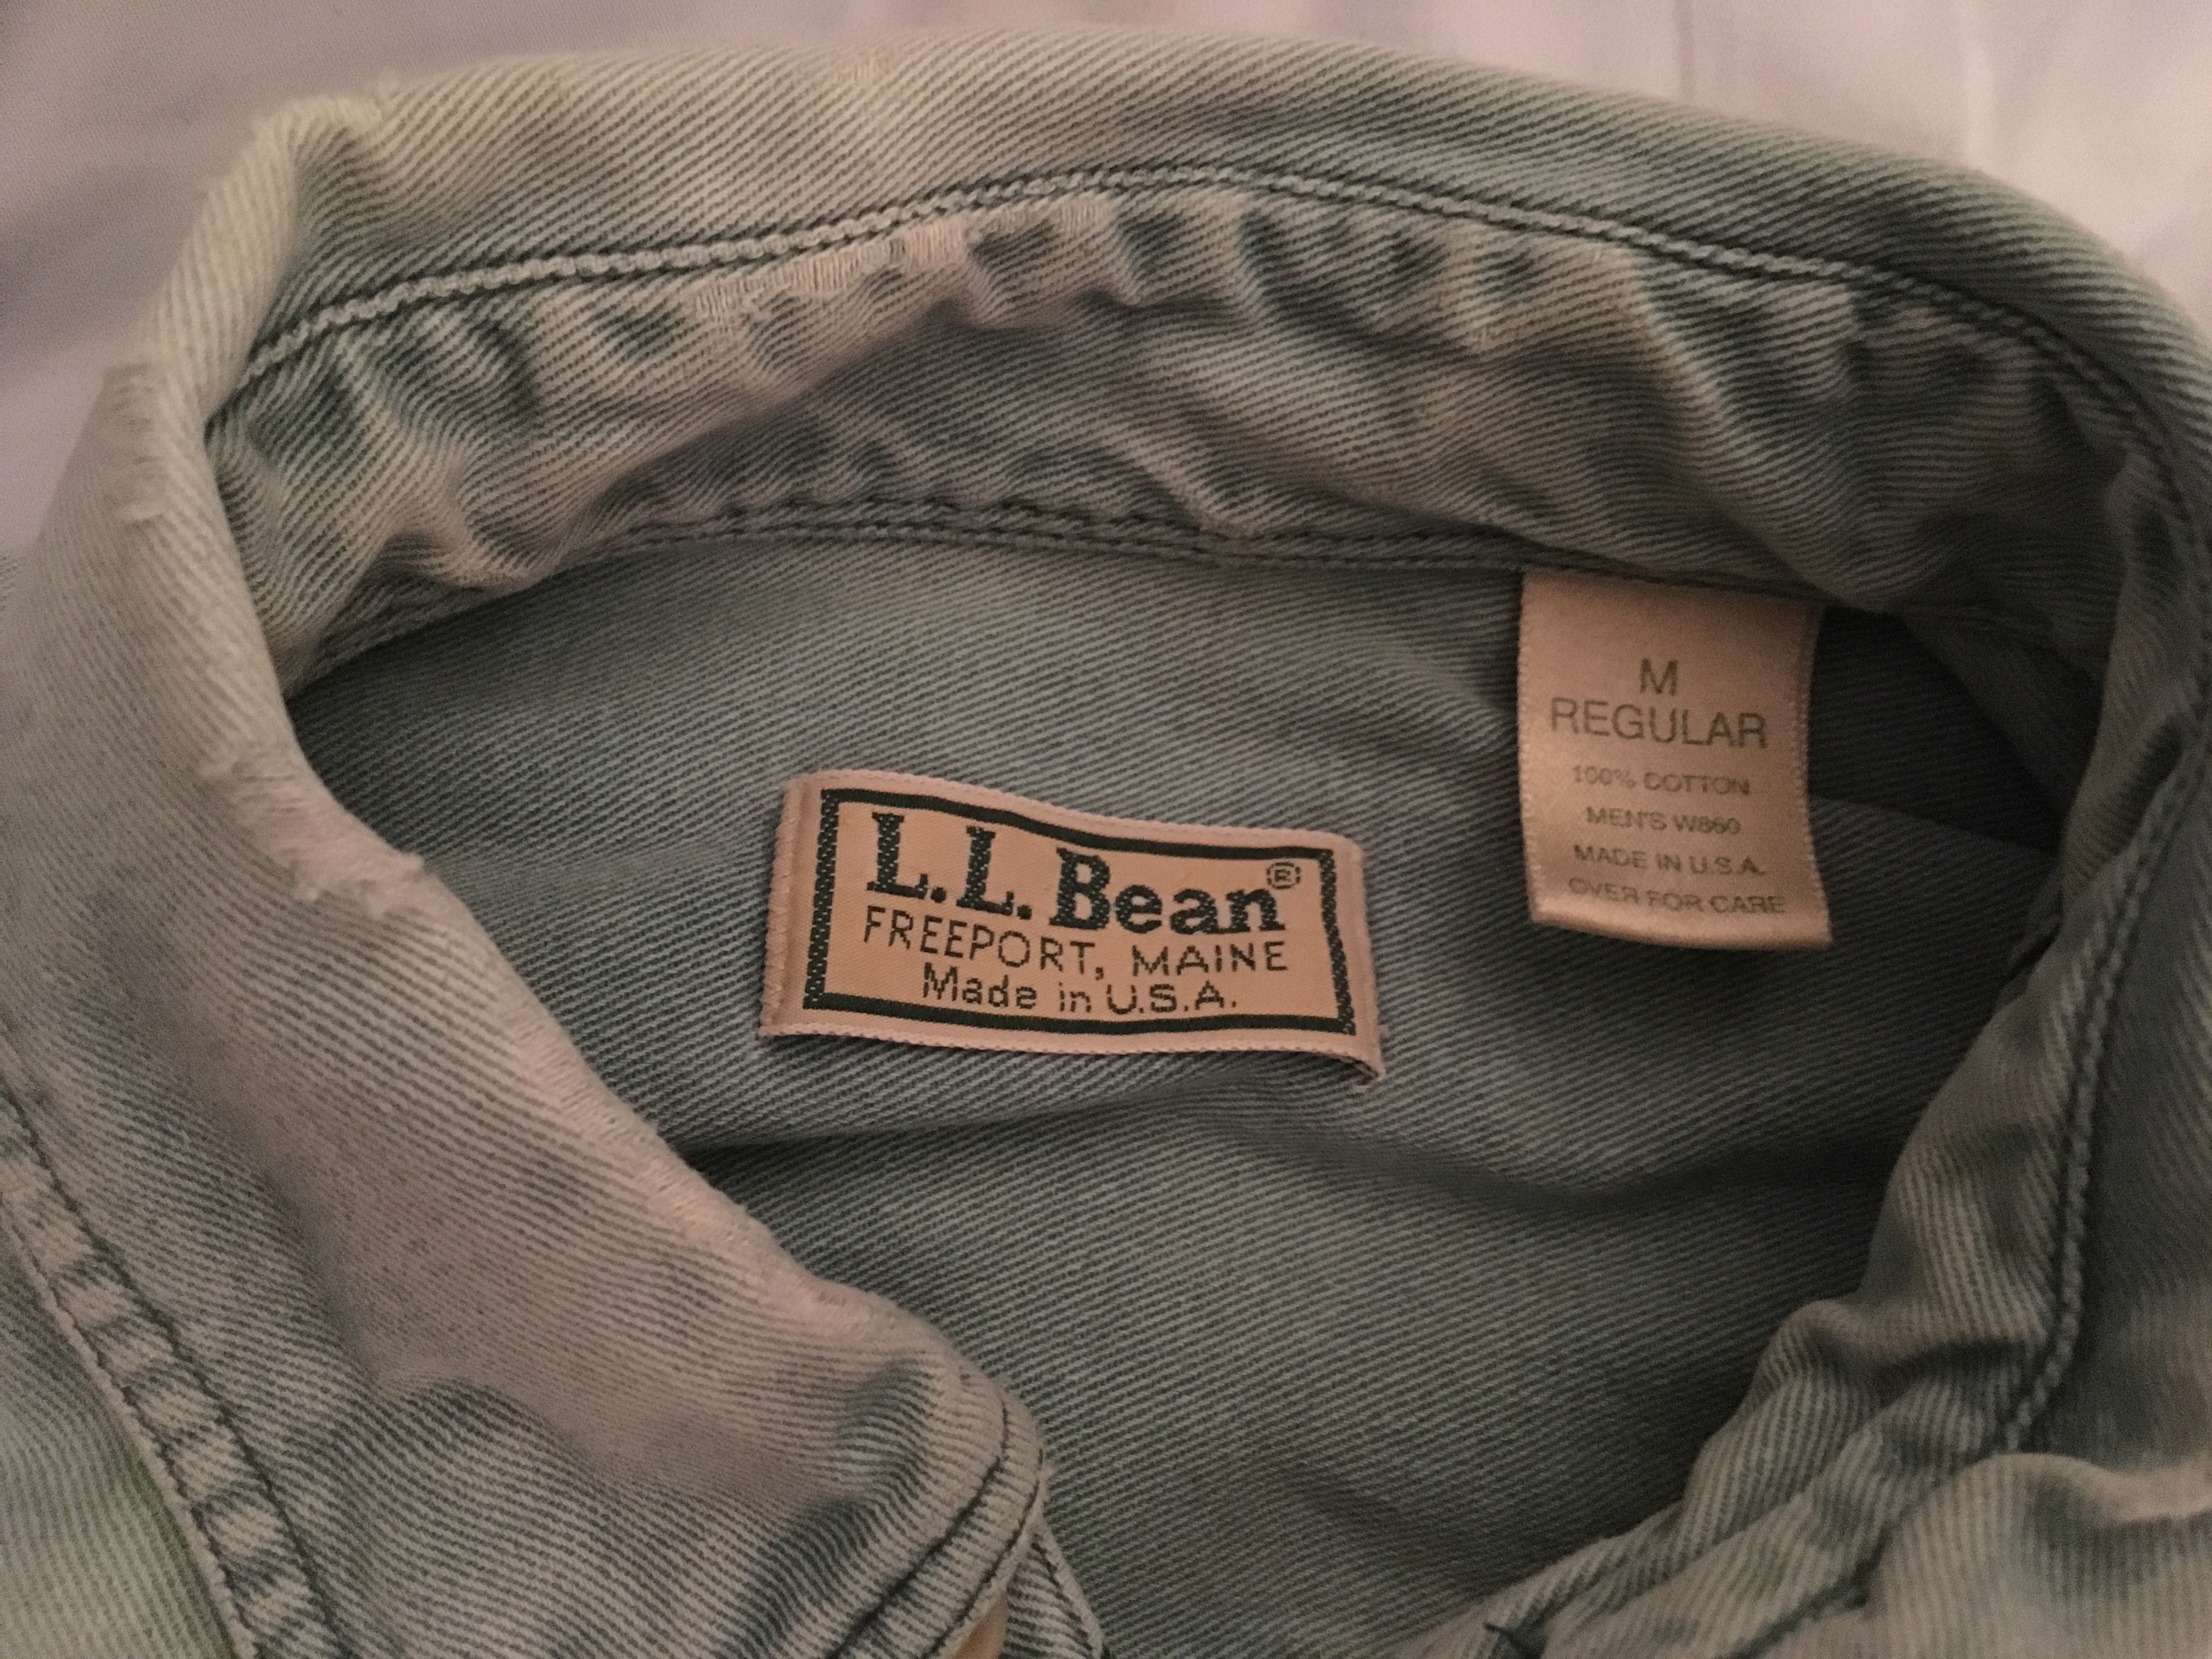 L.L.Bean®
FREEPORT, MAINE
Made in U.S.A.
M
REGULAR
100% COTTON
MEN'S W860
MADE IN U.S.A.
OVER FOR CARE